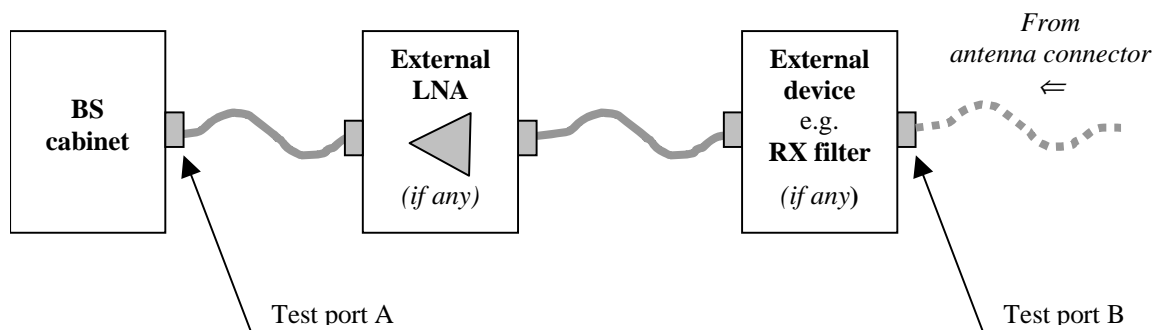 BS
cabinet
External
LNA
(if any)
External
device
e.g.
RX filter
(if any)
From
antenna connector
⇐
Test port A
Test port B